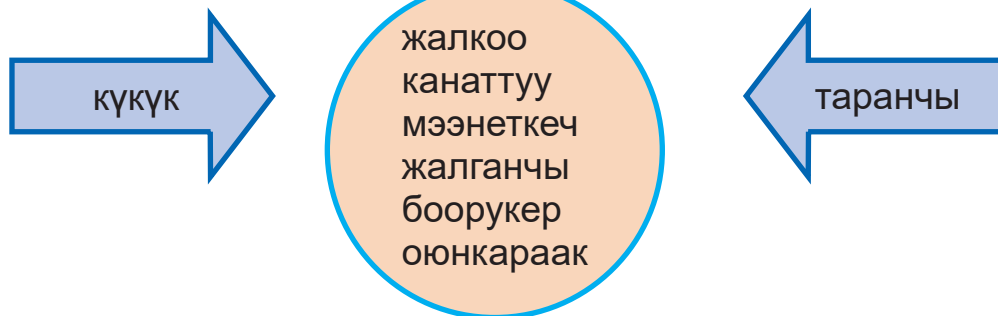 күкүк
жалкоо
канаттуу
мээнеткеч
жалганчы
боорукер
оюнкараак
таранчы